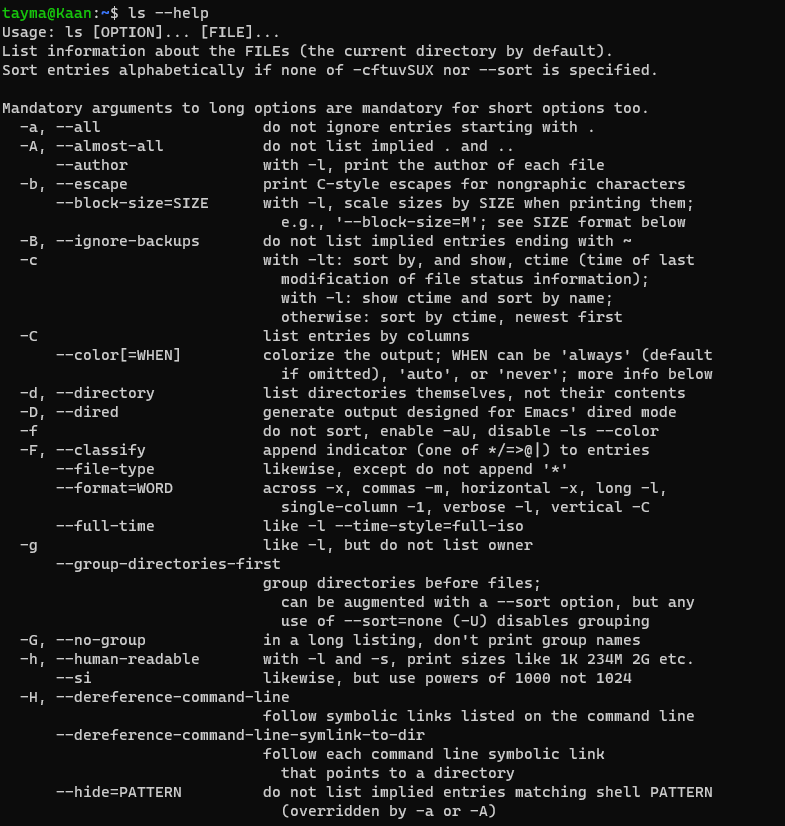 tayma@Kaan:~$ ls --help
Usage: ls [OPTION]... [FILE]...
List information about the FILEs (the current directory by default).
Sort entries alphabetically if none of -cftuvSUX nor --sort is specified.

Mandatory arguments to long options are mandatory for short options too.
  -a, --all                  do not ignore entries starting with .
  -A, --almost-all           do not list implied . and ..
      --author               with -l, print the author of each file
  -b, --escape               print C-style escapes for nongraphic characters
      --block-size=SIZE      with -l, scale sizes by SIZE when printing them;
                               e.g., '--block-size=M'; see SIZE format below
  -B, --ignore-backups       do not list implied entries ending with ~
  -c                         with -lt: sort by, and show, ctime (time of last
                               modification of file status information);
                               with -l: show ctime and sort by name;
                               otherwise: sort by ctime, newest first
  -C                         list entries by columns
      --color[=WHEN]         colorize the output; WHEN can be 'always' (default
                               if omitted), 'auto', or 'never'; more info below
  -d, --directory            list directories themselves, not their contents
  -D, --dired                generate output designed for Emacs' dired mode
  -f                         do not sort, enable -aU, disable -ls --color
  -F, --classify             append indicator (one of */=>@|) to entries
      --file-type            likewise, except do not append '*'
      --format=WORD          across -x, commas -m, horizontal -x, long -l,
                               single-column -1, verbose -l, vertical -C
      --full-time            like -l --time-style=full-iso
  -g                         like -l, but do not list owner
      --group-directories-first
                             group directories before files;
                               can be augmented with a --sort option, but any
                               use of --sort=none (-U) disables grouping
  -G, --no-group             in a long listing, don't print group names
  -h, --human-readable       with -l and -s, print sizes like 1K 234M 2G etc.
      --si                   likewise, but use powers of 1000 not 1024
  -H, --dereference-command-line
                             follow symbolic links listed on the command line
      --dereference-command-line-symlink-to-dir
                             follow each command line symbolic link
                               that points to a directory
      --hide=PATTERN         do not list implied entries matching shell PATTERN
                               (overridden by -a or -A)